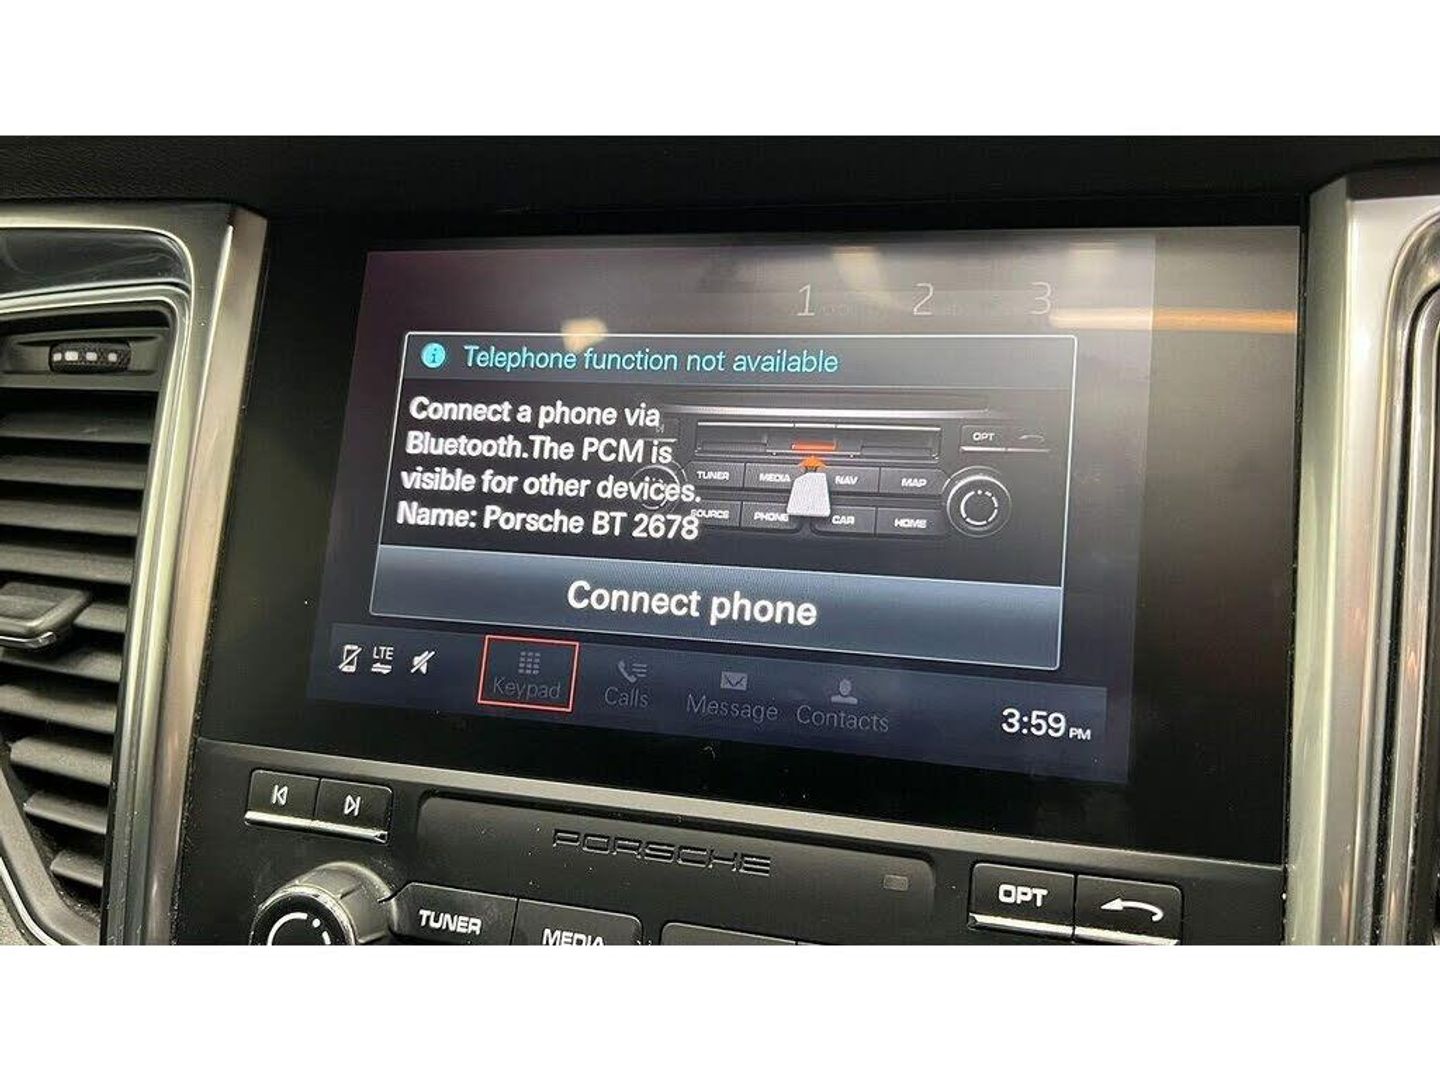 1 2 3
Telephone function not available
Connect a phone via
Bluetooth.The PCM is
visible for other devices.
Name: Porsche BT 2678
OPT
TUNER MEDIA NAV MAP
SOURCE PHONE CAR HOME
Connect phone
LTE
Keypad Calls Message Contacts
3:59 PM
PORSCHE
OPT
TUNER MEDIA